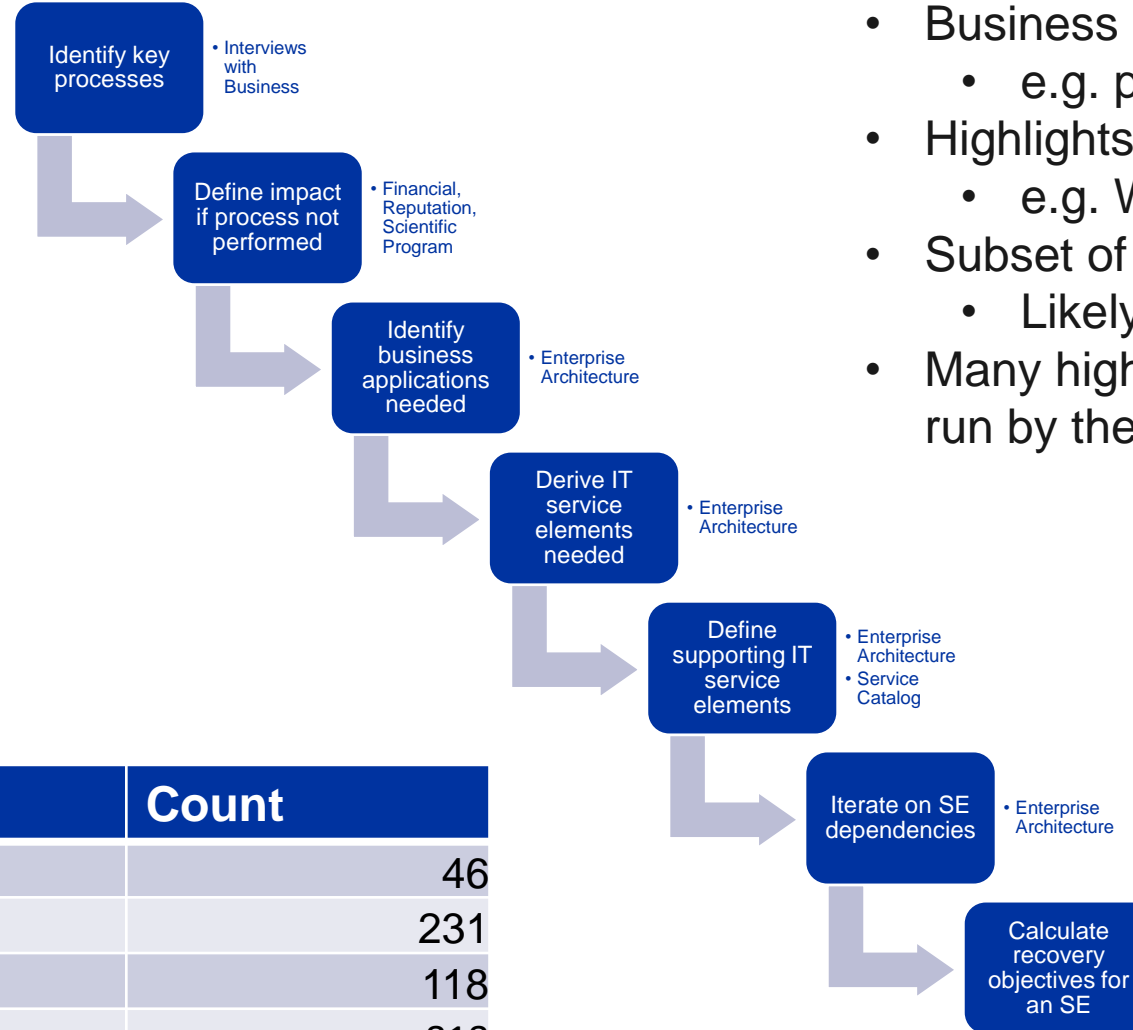 Identify key
processes
• Interviews
with
Business
Define impact
if process not
performed
• Financial,
Reputation,
Scientific
Program
Identify
business
applications
needed
• Enterprise
Architecture
Derive IT
service
elements
needed
• Enterprise
Architecture
Define
supporting IT
service
elements
• Enterprise
Architecture
• Service
Catalog
Iterate on SE
dependencies
• Enterprise
Architecture
Calculate
recovery
objectives for
an SE
• Business
• e.g. p
• Highlights
• e.g.
• Subset of
• Likely
• Many high
run by the
Count
46
231
118